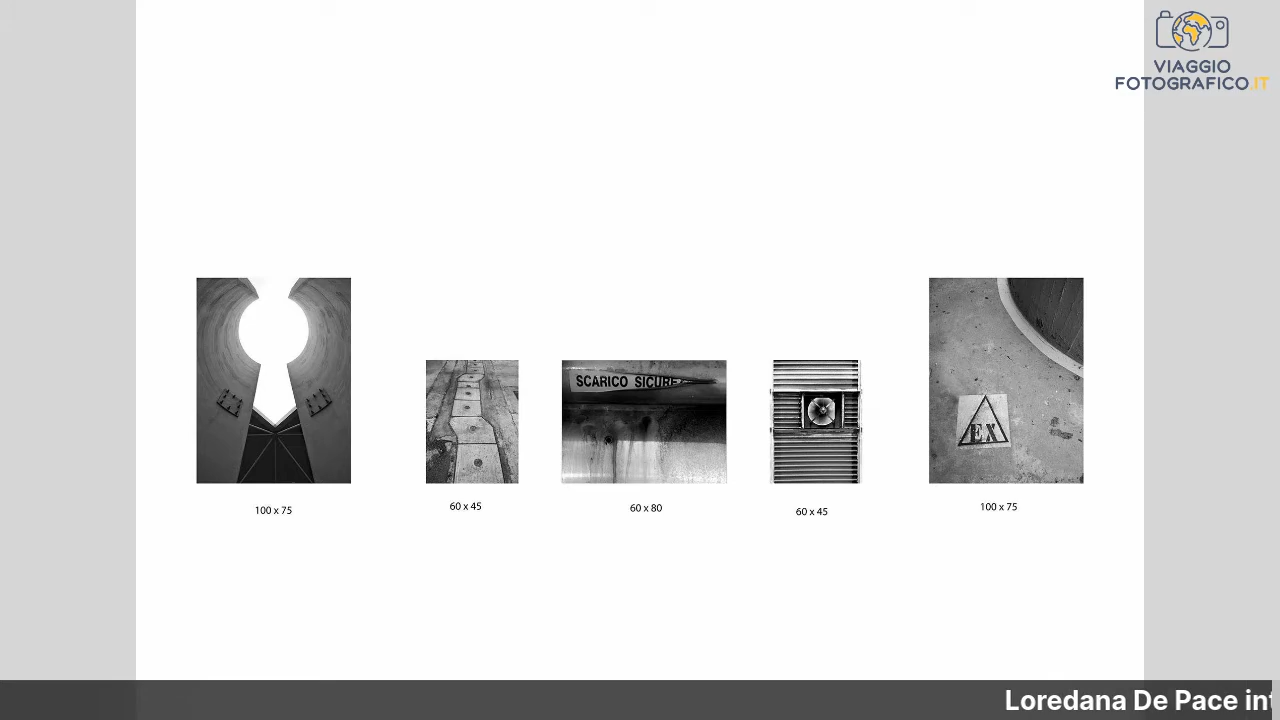 VIAGGIO
FOTOGRAFICO.IT
SCARICO SICURE
EX
100 x 75
60 x 45
60 x 80
60 x 45
100 x 75
Loredana De Pace int